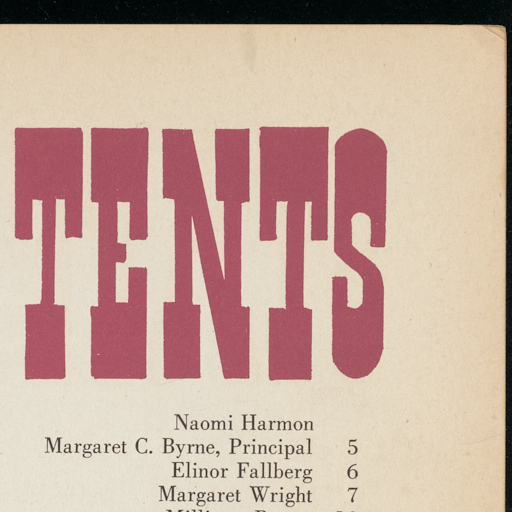 TENTS
Naomi Harmon
Margaret C. Byrne, Principal 5
Elinor Fallberg 6
Margaret Wright 7